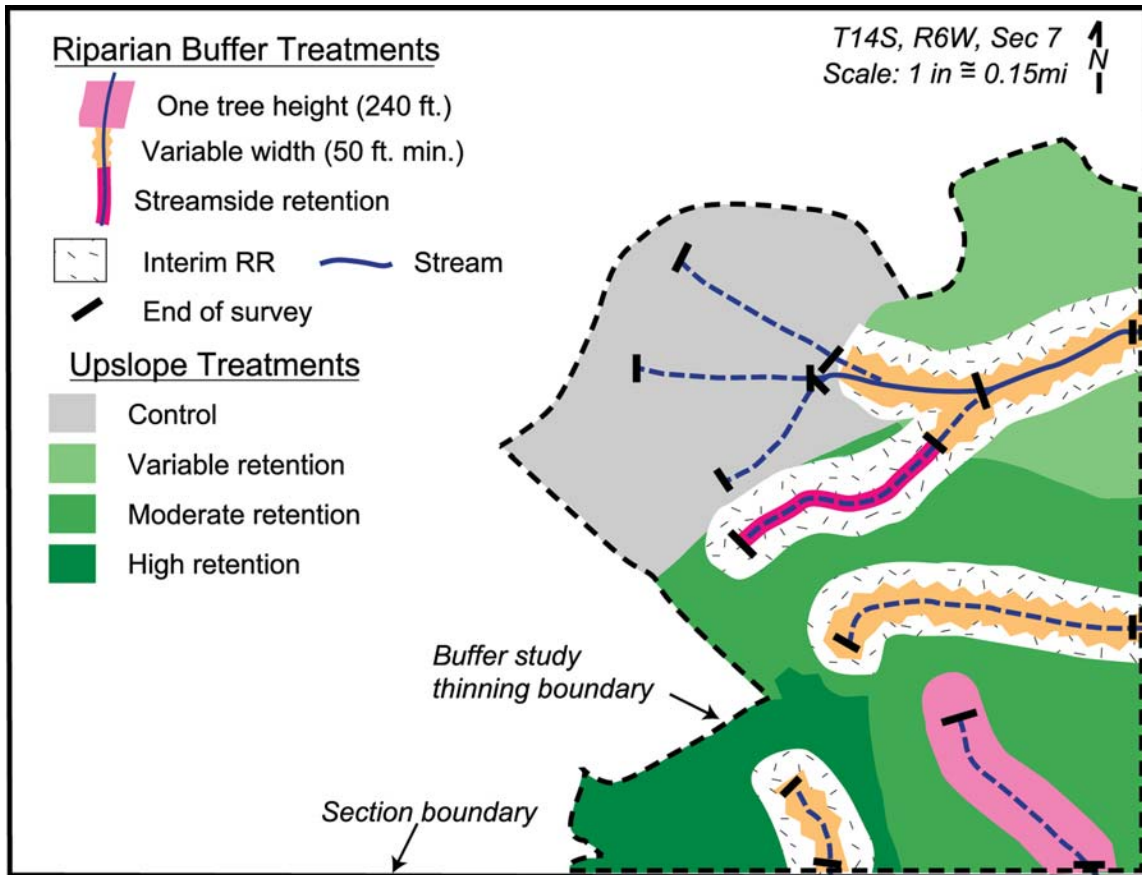 Riparian Buffer Treatments
One tree height (240 ft.)
Variable width (50 ft. min.)
Streamside retention
Interim RR
Stream
End of survey
Upslope Treatments
Control
Variable retention
Moderate retention
High retention
T14S, R6W, Sec 7
Scale: 1 in ≅ 0.15mi
N
Buffer study
thinning boundary
Section boundary